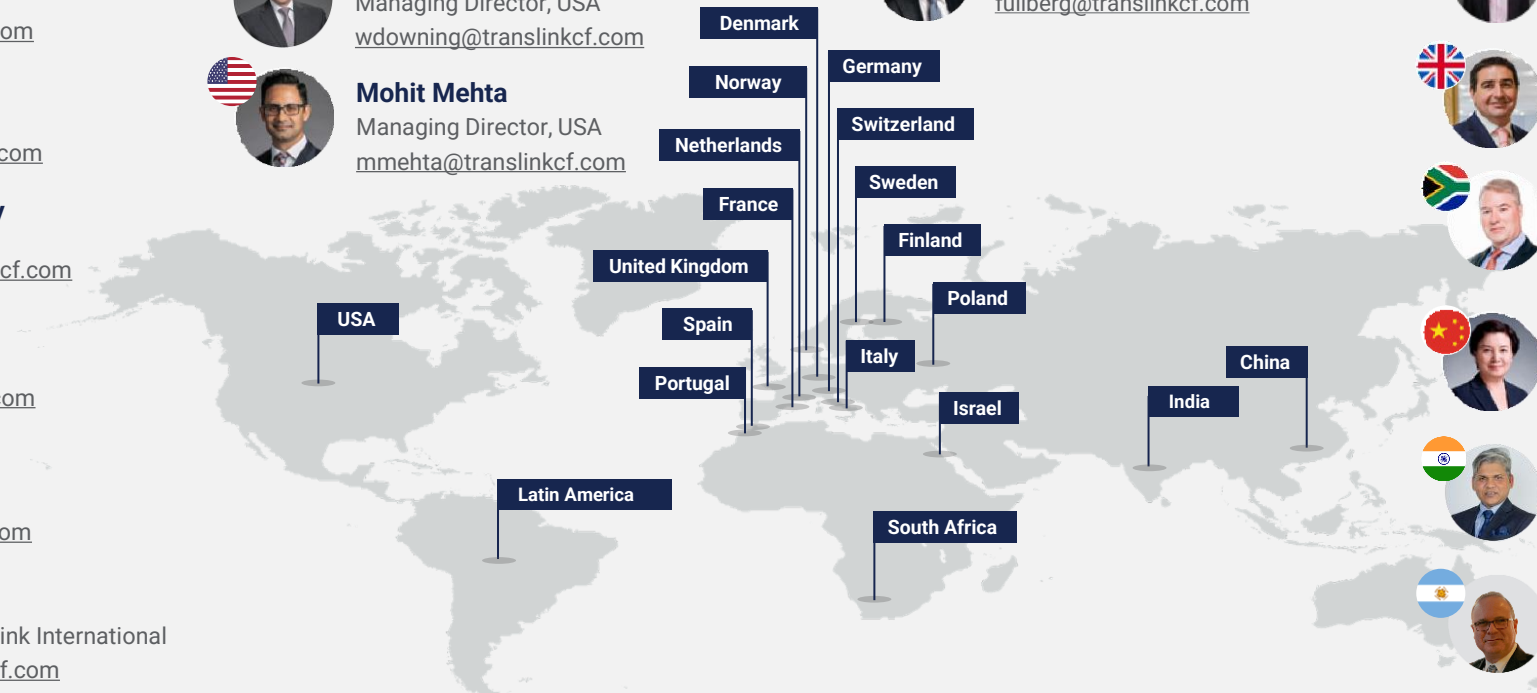 om
com
cf.com
com
om
ink International
f.com
Managing Director, USA
wdowning@translinkcf.com
Mohit Mehta
Managing Director, USA
mmehta@translinkcf.com
fullberg@translinkcf.com
Denmark
Germany
Norway
Switzerland
Netherlands
Sweden
France
Finland
United Kingdom
Poland
USA
Spain
Italy
China
Portugal
India
Israel
Latin America
South Africa